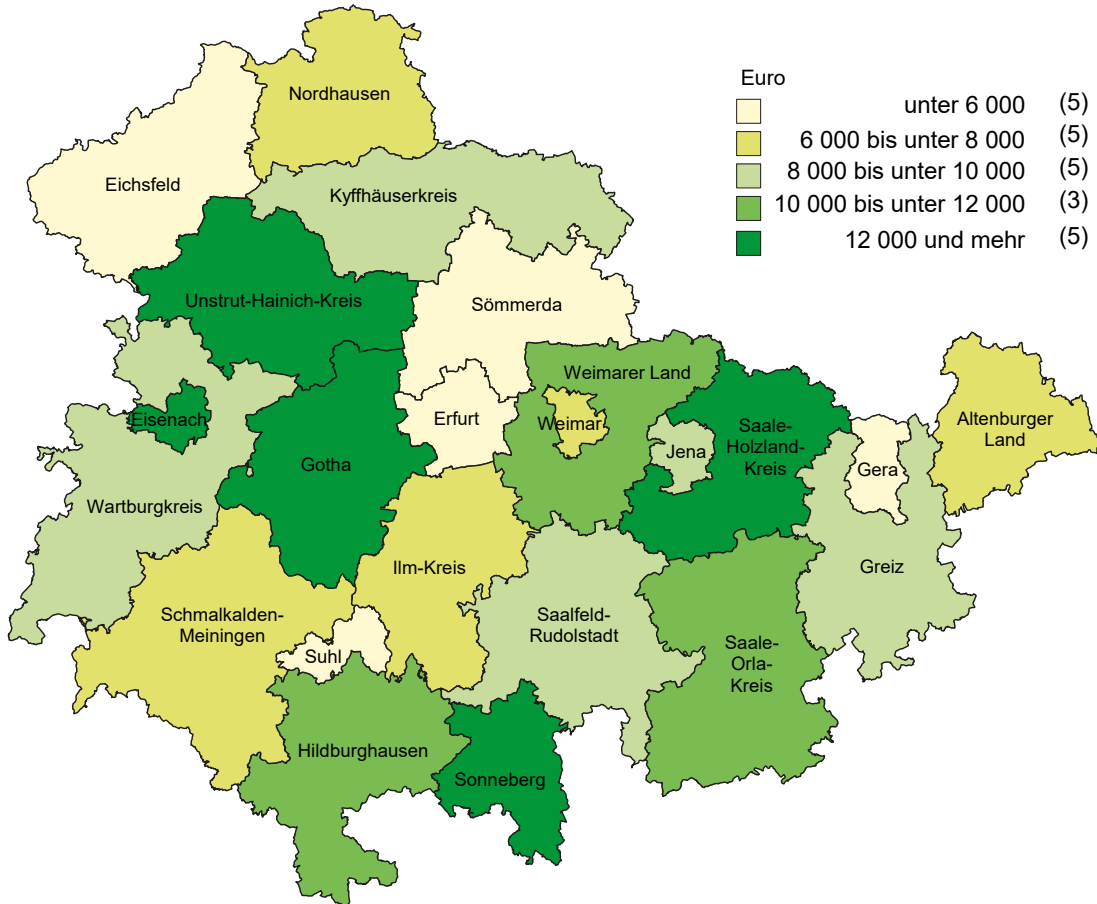 Euro
unter 6 000 (5)
6 000 bis unter 8 000 (5)
8 000 bis unter 10 000 (5)
10 000 bis unter 12 000 (3)
12 000 und mehr (5)
Nordhausen
Eichsfeld
Kyffhäuserkreis
Unstrut-Hainich-Kreis
Sömmerda
Weimarer Land
Eisenach
Erfurt
Weimar
Saale-
Holzland-
Kreis
Altenburger
Land
Jena
Gera
Gotha
Wartburgkreis
Ilm-Kreis
Greiz
Schmalkalden-
Meiningen
Saalfeld-
Rudolstadt
Suhl
Saale-
Orla-
Kreis
Hildburghausen
Sonneberg